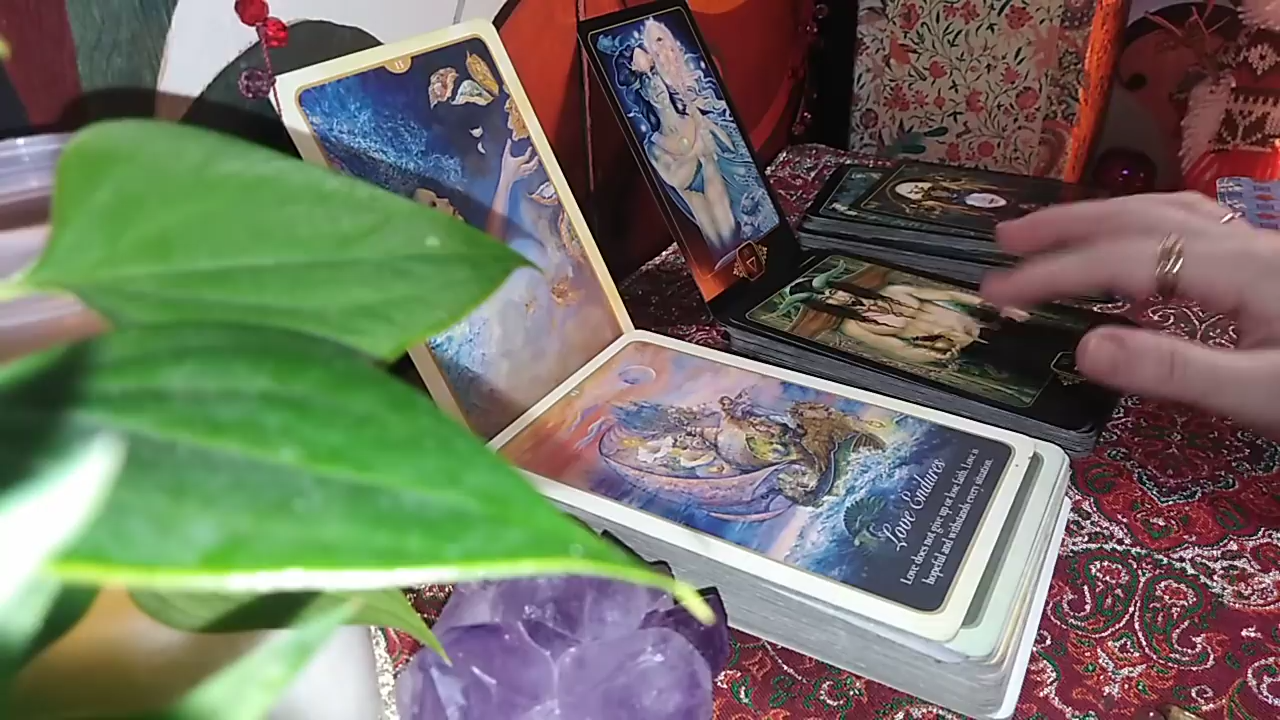 Love Endures
Love does not give up or lose faith. Love is
hopeful and withstands every situation.